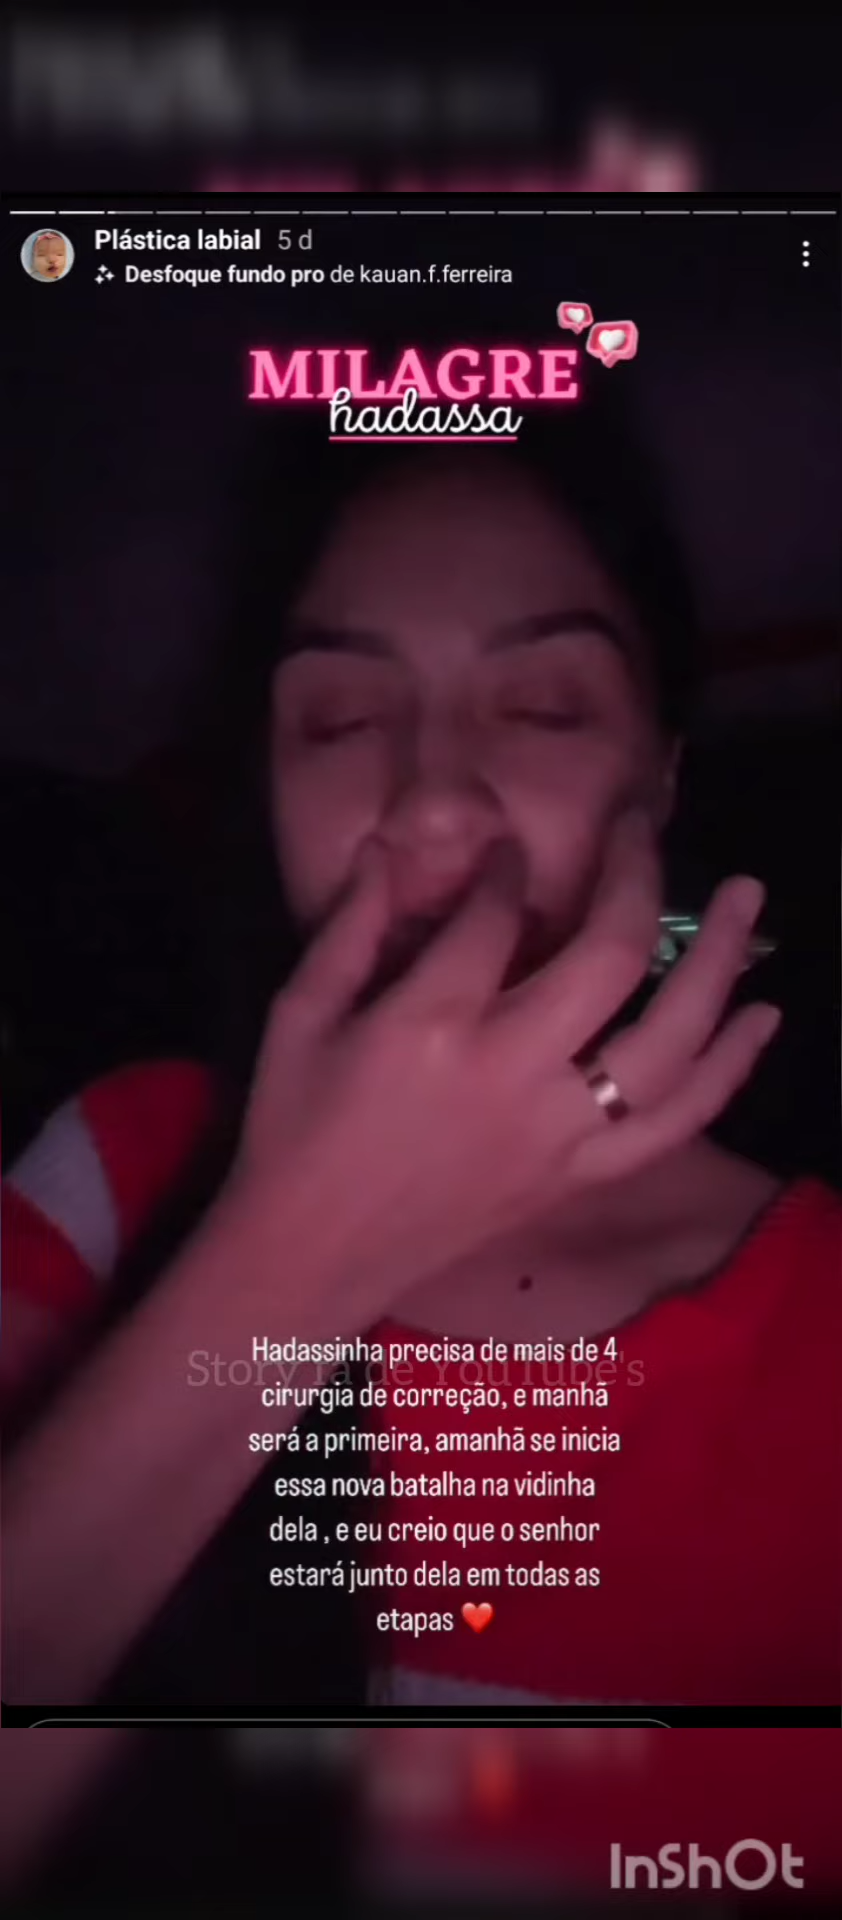 Plástica labial 5 d
Desfoque fundo pro de kauan.f.ferreira
MILAGRE
hadassa
Hadassinha precisa de mais de 4
cirurgia de correção, e manhã
será a primeira, amanhã se inicia
essa nova batalha na vidinha
dela , e eu creio que o senhor
estará junto dela em todas as
etapas ❤️
de YouTube's
InShOt